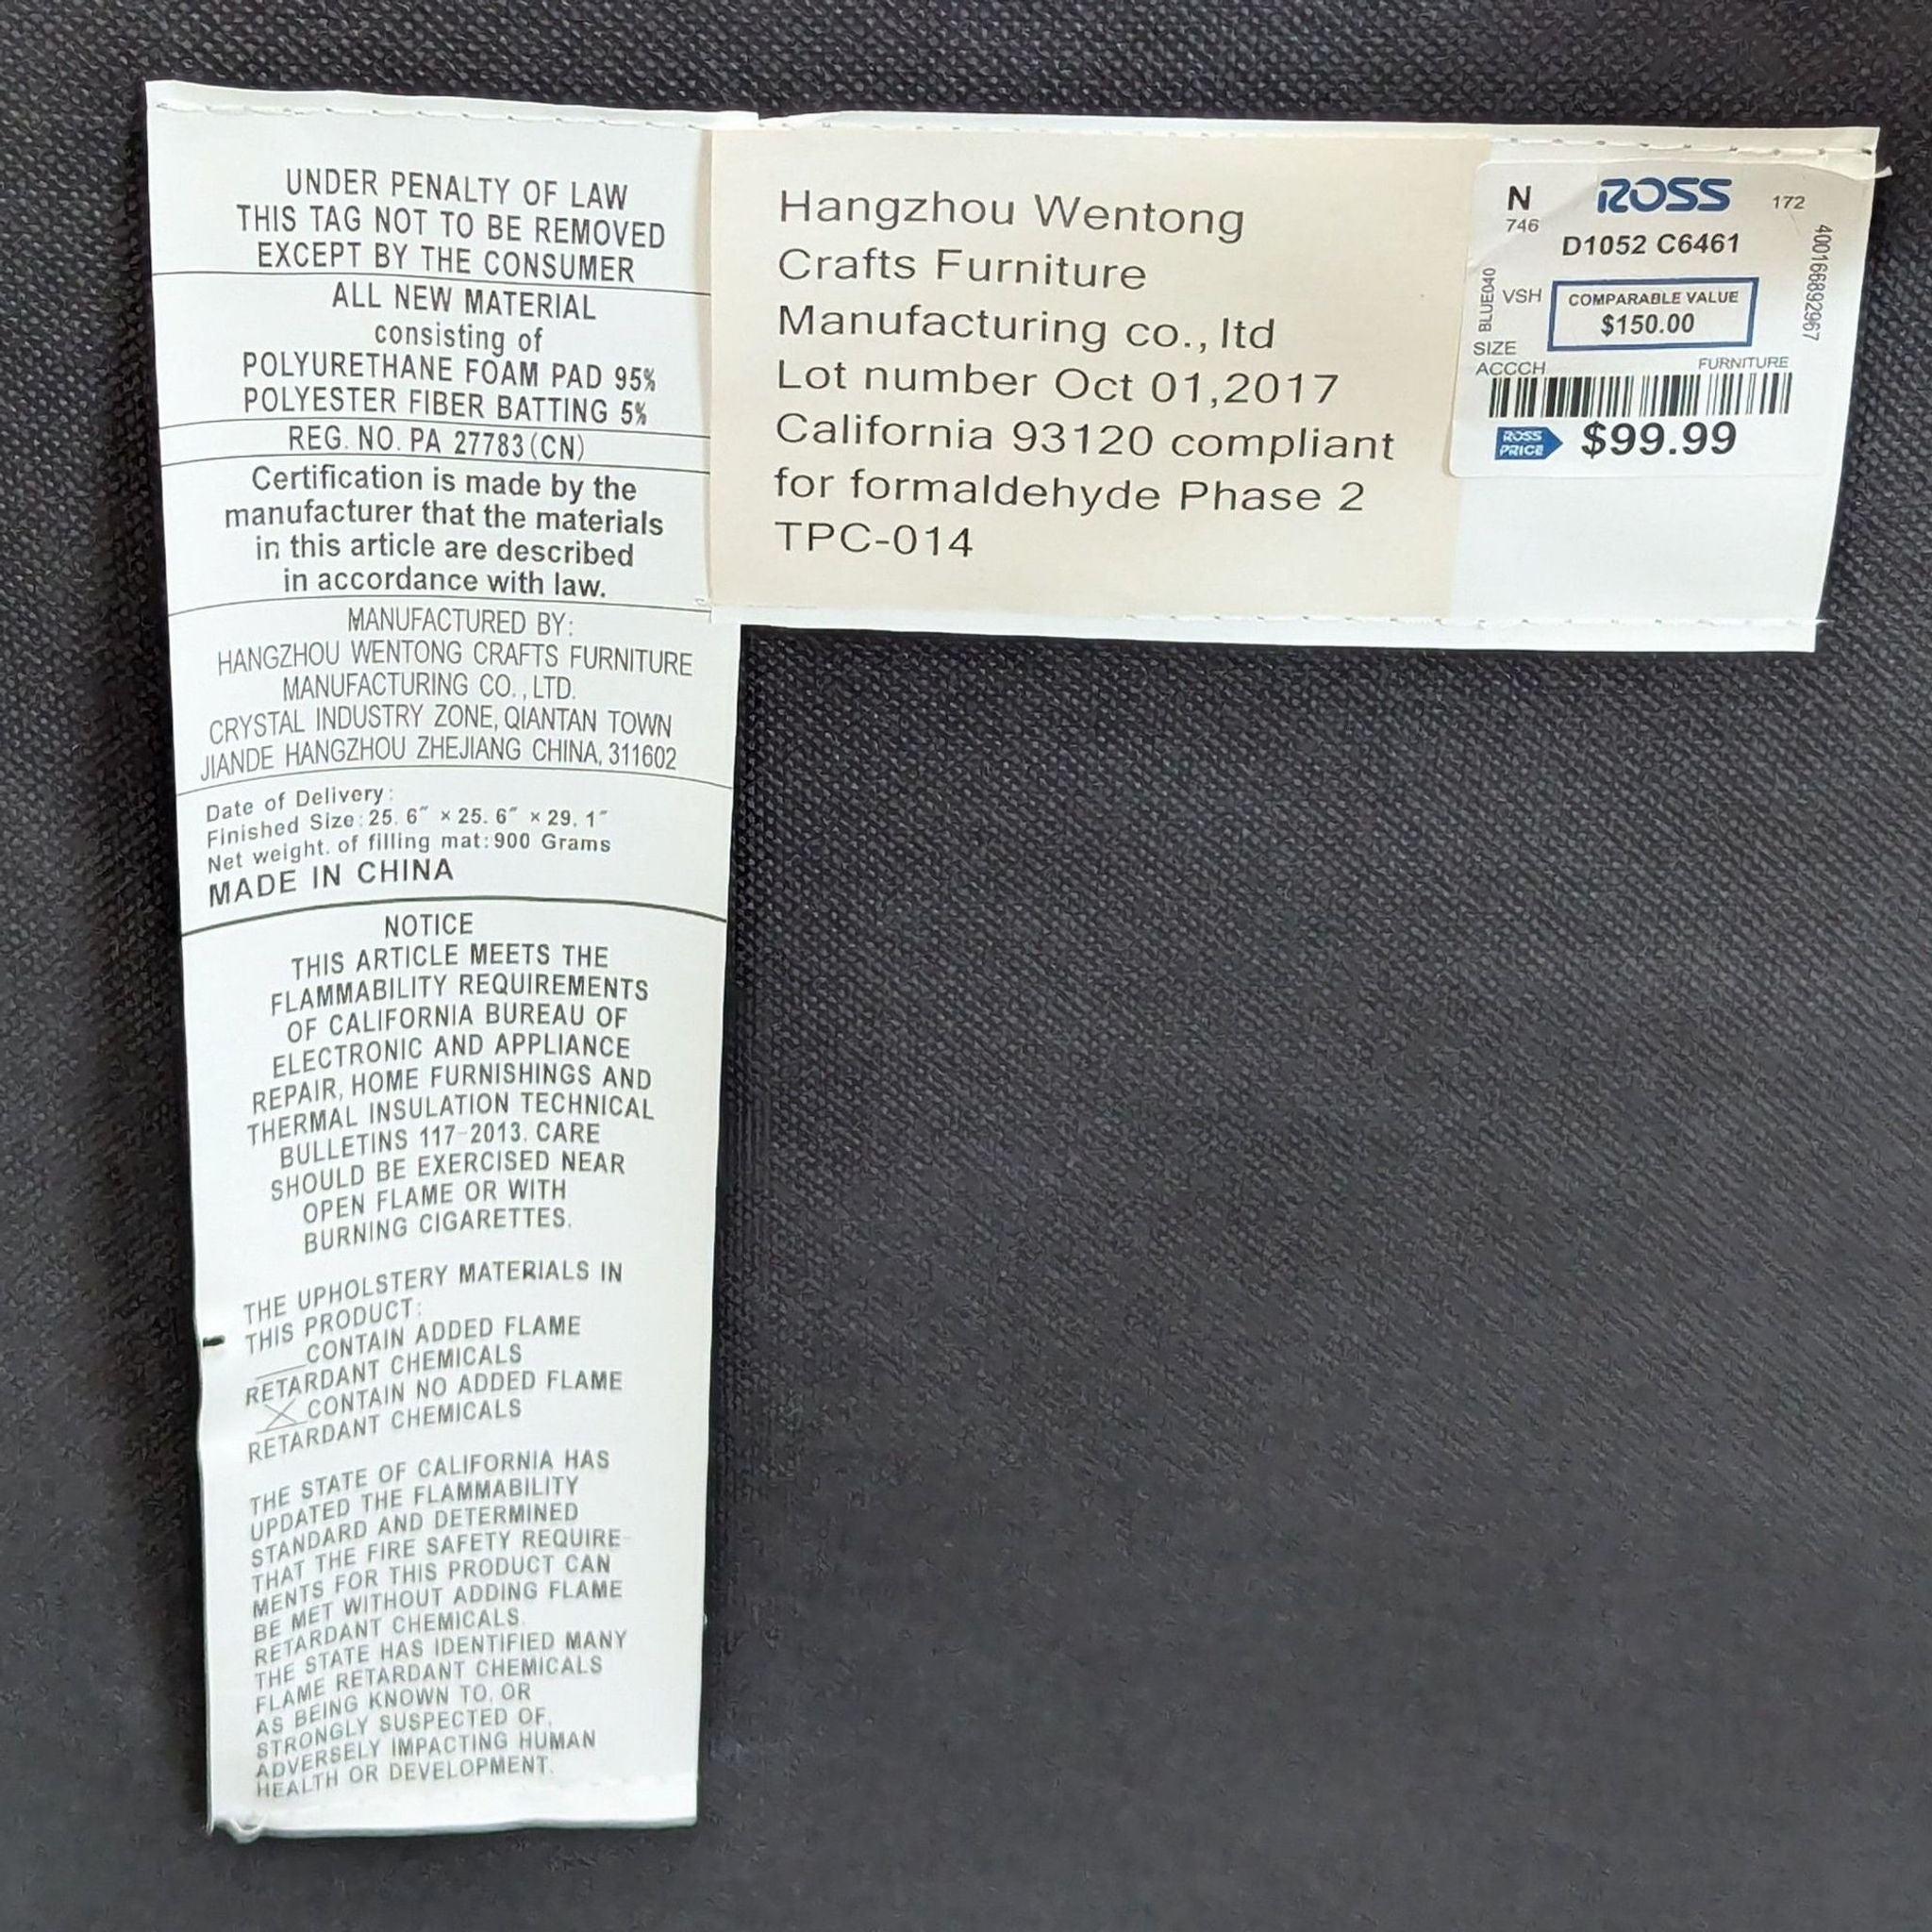 UNDER PENALTY OF LAW
THIS TAG NOT TO BE REMOVED
EXCEPT BY THE CONSUMER
ALL NEW MATERIAL
consisting of
POLYURETHANE FOAM PAD 95%
POLYESTER FIBER BATTING 5%
REG. NO. PA 27783 (CN)
Certification is made by the
manufacturer that the materials
in this article are described
in accordance with law.
MANUFACTURED BY:
HANGZHOU WENTONG CRAFTS FURNITURE
MANUFACTURING CO., LTD.
CRYSTAL INDUSTRY ZONE, QIANTAN TOWN
JIANDE HANGZHOU ZHEJIANG CHINA, 311602
Date of Delivery:
Finished Size: 25. 6″ × 25. 6″ × 29. 1″
Net weight. of filling mat: 900 Grams
MADE IN CHINA
NOTICE
THIS ARTICLE MEETS THE
FLAMMABILITY REQUIREMENTS
OF CALIFORNIA BUREAU OF
ELECTRONIC AND APPLIANCE
REPAIR, HOME FURNISHINGS AND
THERMAL INSULATION TECHNICAL
BULLETINS 117-2013. CARE
SHOULD BE EXERCISED NEAR
OPEN FLAME OR WITH
BURNING CIGARETTES.
THE UPHOLSTERY MATERIALS IN
THIS PRODUCT:
CONTAIN ADDED FLAME
RETARDANT CHEMICALS
X CONTAIN NO ADDED FLAME
RETARDANT CHEMICALS
THE STATE OF CALIFORNIA HAS
UPDATED THE FLAMMABILITY
STANDARD AND DETERMINED
THAT THE FIRE SAFETY REQUIRE-
MENTS FOR THIS PRODUCT CAN
BE MET WITHOUT ADDING FLAME
RETARDANT CHEMICALS.
THE STATE HAS IDENTIFIED MANY
FLAME RETARDANT CHEMICALS
AS BEING KNOWN TO, OR
STRONGLY SUSPECTED OF,
ADVERSELY IMPACTING HUMAN
HEALTH OR DEVELOPMENT.
Hangzhou Wentong
Crafts Furniture
Manufacturing co., ltd
Lot number Oct 01,2017
California 93120 compliant
for formaldehyde Phase 2
TPC-014
N ROSS 172
746
D1052 C6461
BLUE040
VSH
COMPARABLE VALUE
$150.00
400166892967
SIZE
ACCCH FURNITURE
ROSS PRICE $99.99